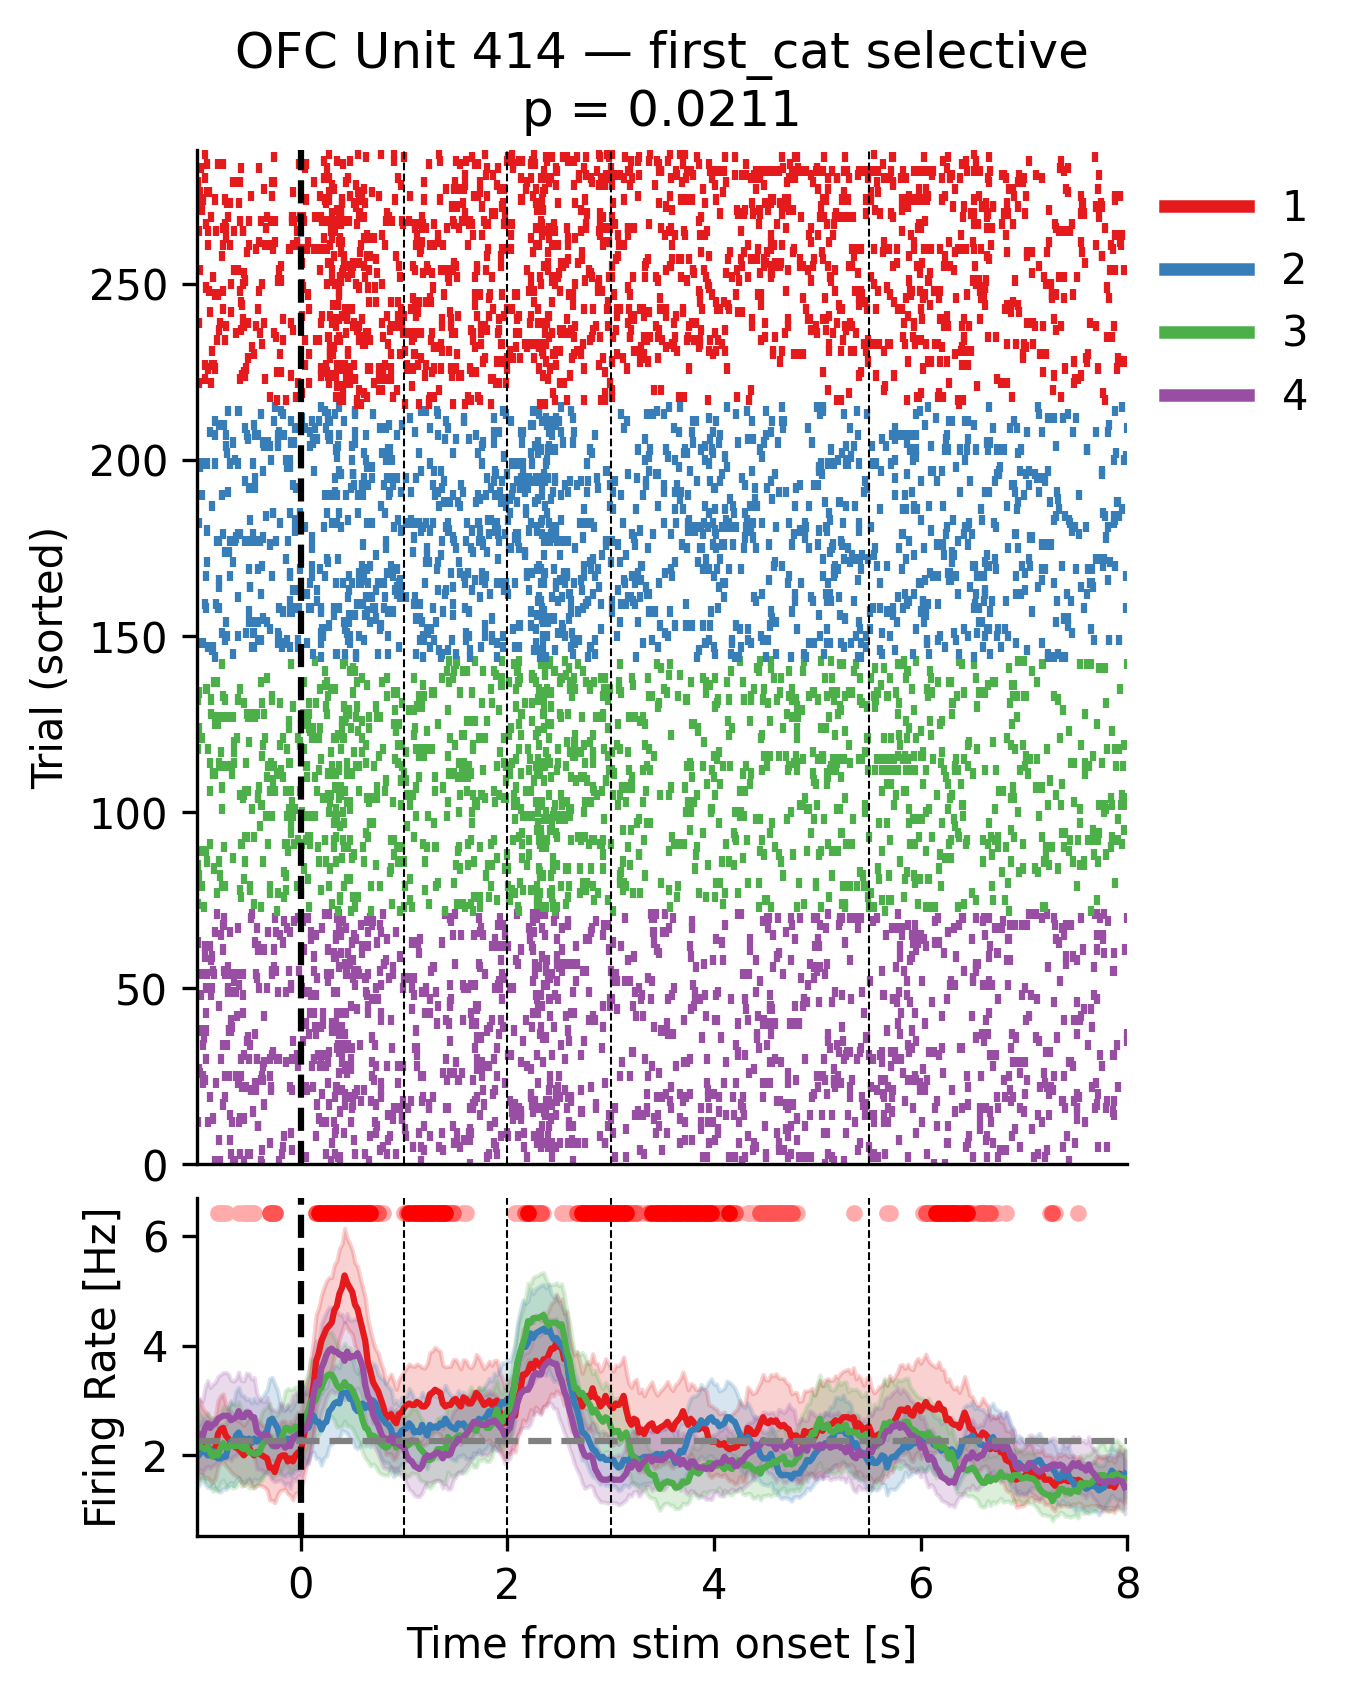 OFC Unit 414 — first_cat selective
p = 0.0211
250
200
150
100
50
0
Trial (sorted)
1
2
3
4
6
4
2
Firing Rate [Hz]
0 2 4 6 8
Time from stim onset [s]